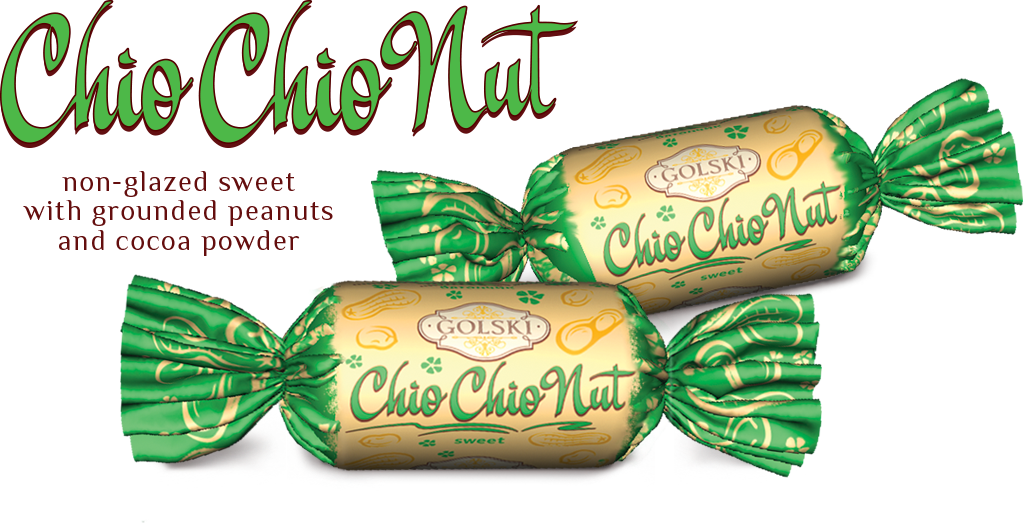 Chio Chio Nut
non-glazed sweet
with grounded peanuts
and cocoa powder
GOLSKI
Chio Chio Nut
sweet
GOLSKI
Chio Chio Nut
sweet